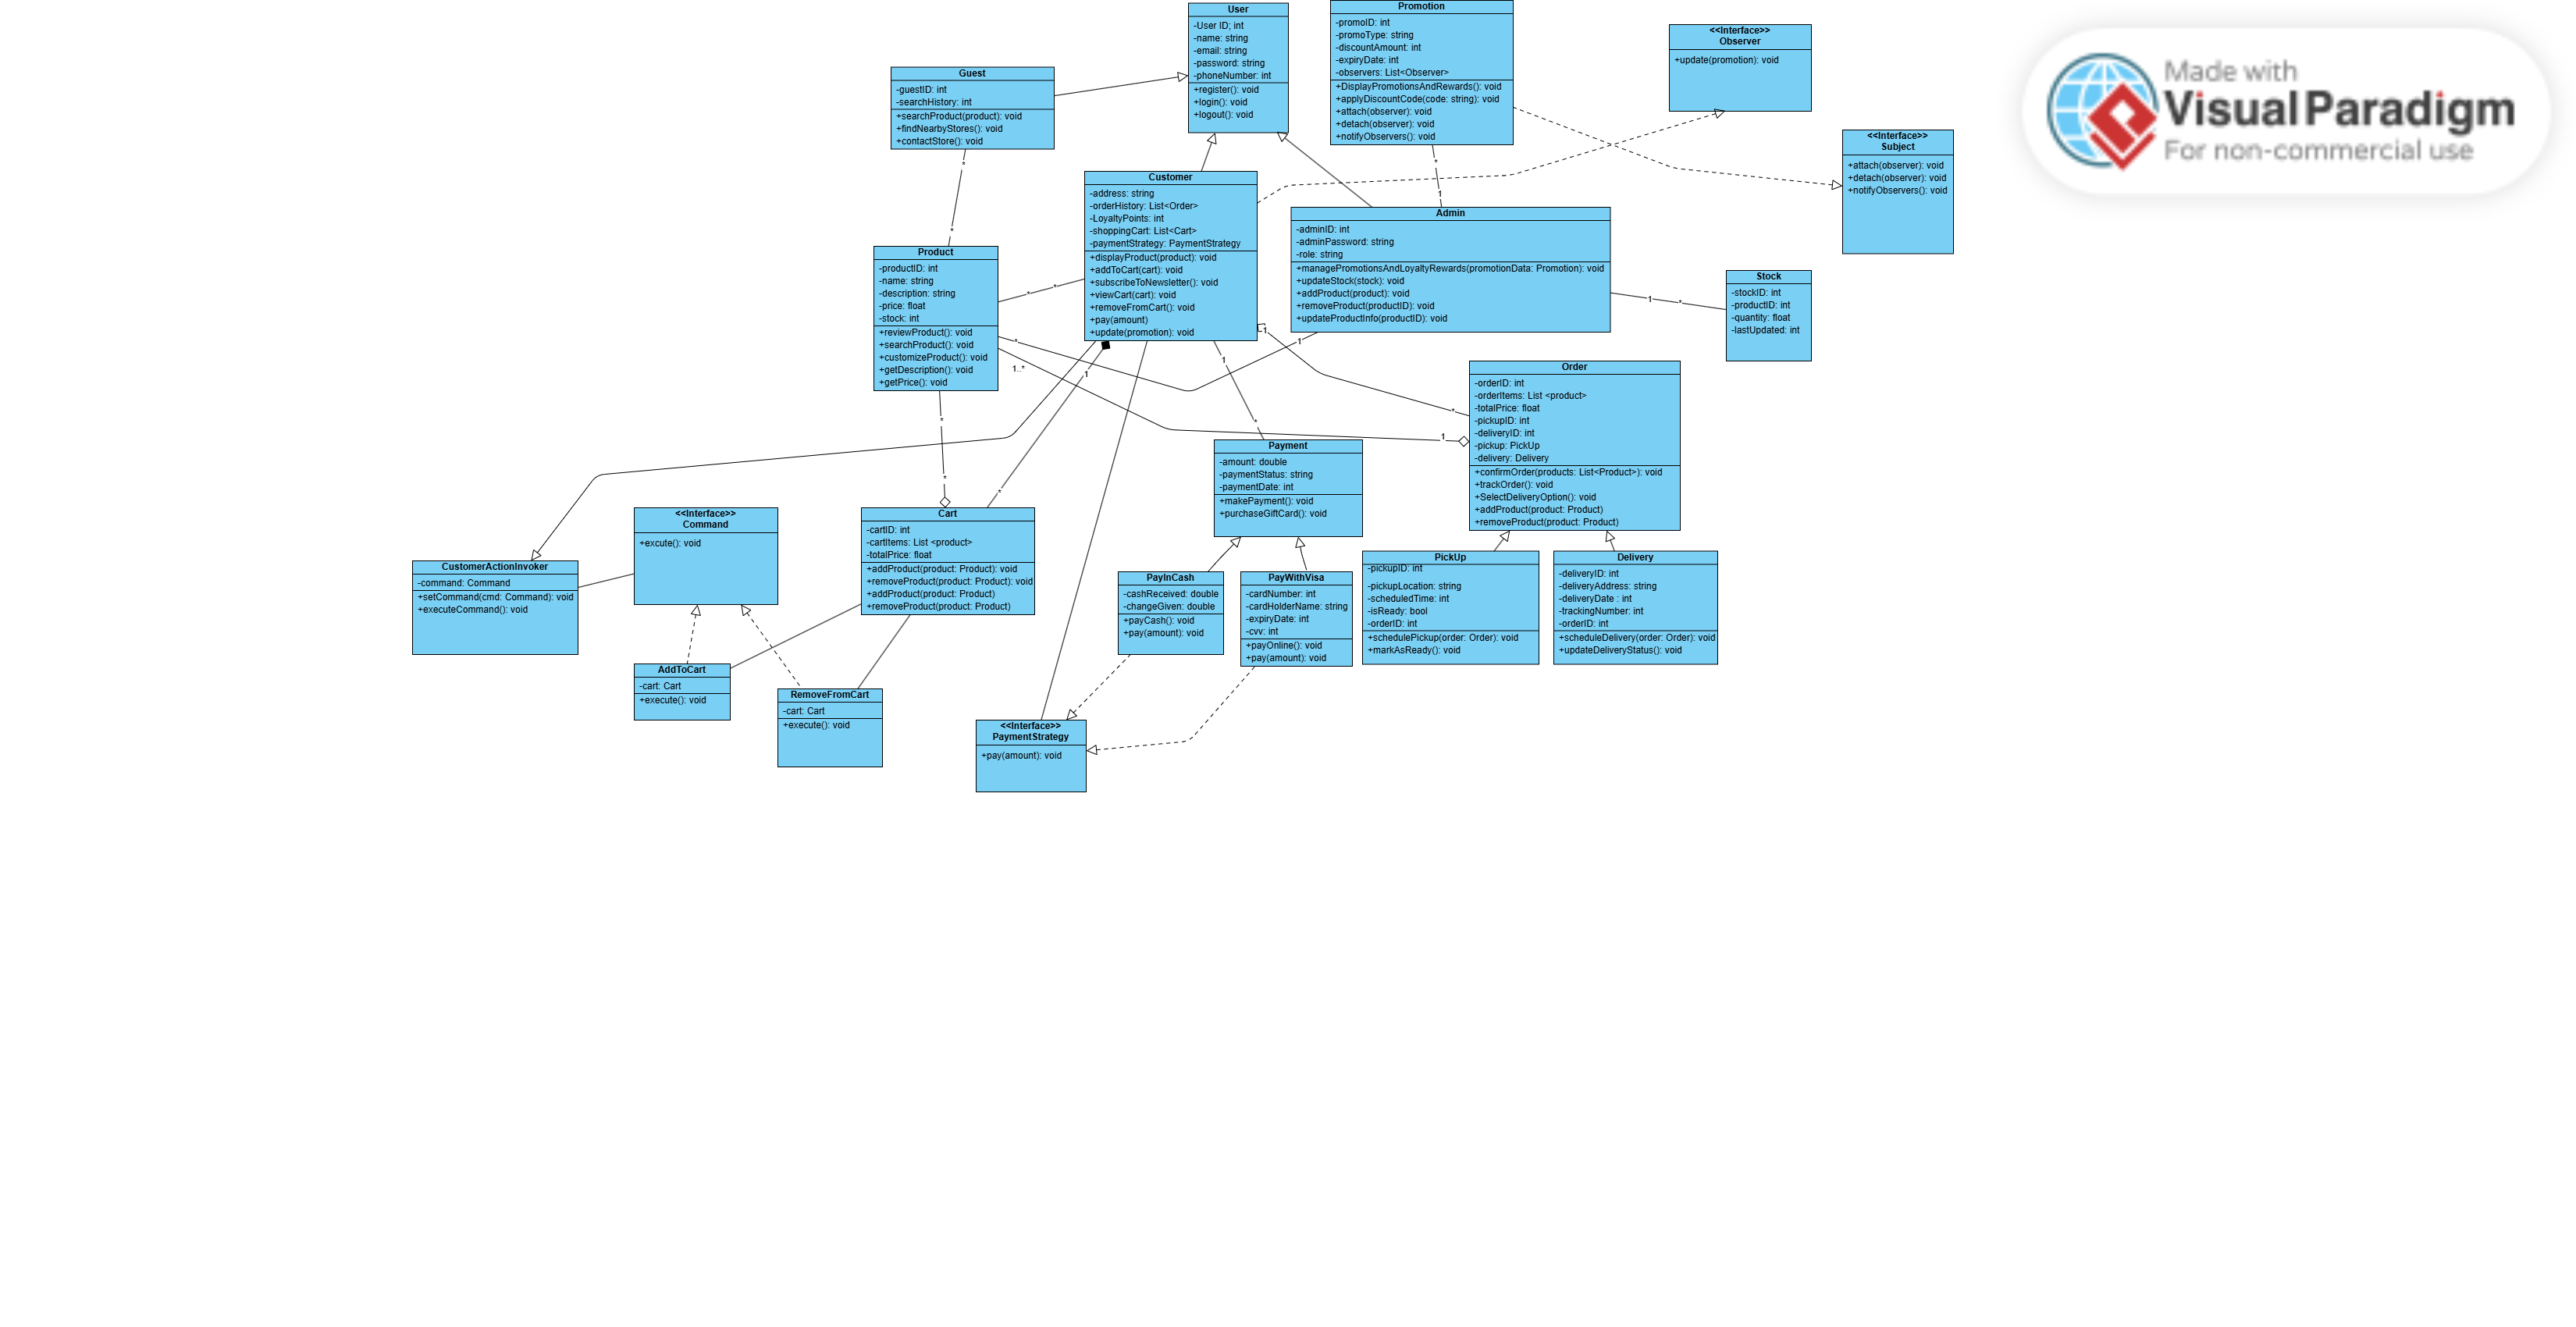 User
-User ID; int
-name: string
-email: string
-password: string
-phoneNumber: int
+register(): void
+login(): void
+logout(): void
Promotion
-promoID: int
-promoType: string
-discountAmount: int
-expiryDate: int
-observers: List<Observer>
+DisplayPromotionsAndRewards(): void
+applyDiscountCode(code: string): void
+attach(observer): void
+detach(observer): void
+notifyObservers(): void
<<Interface>>
Observer
+update(promotion): void
Made with
Visual Paradigm
For non-commercial use
Guest
-guestID: int
-searchHistory: int
+searchProduct(product): void
+findNearbyStores(): void
+contactStore(): void
<<Interface>>
Subject
+attach(observer): void
+detach(observer): void
+notifyObservers(): void
Customer
-address: string
-orderHistory: List<Order>
-LoyaltyPoints: int
-shoppingCart: List<Cart>
-paymentStrategy: PaymentStrategy
+displayProduct(product): void
+addToCart(cart): void
+subscribeToNewsletter(): void
+viewCart(cart): void
+removeFromCart(): void
+pay(amount)
+update(promotion): void
*
1
Admin
-adminID: int
-adminPassword: string
-role: string
+managePromotionsAndLoyaltyRewards(promotionData: Promotion): void
+updateStock(stock): void
+addProduct(product): void
+removeProduct(productID): void
+updateProductInfo(productID): void
*
*
Product
-productID: int
-name: string
-description: string
-price: float
-stock: int
+reviewProduct(): void
+searchProduct(): void
+customizeProduct(): void
+getDescription(): void
+getPrice(): void
*
*
1
*
Stock
-stockID: int
-productID: int
-quantity: float
-lastUpdated: int
*
1
1..*
1
1
*
1
*
1
*
Order
-orderID: int
-orderItems: List <product>
-totalPrice: float
-pickupID: int
-deliveryID: int
-pickup: PickUp
-delivery: Delivery
+confirmOrder(products: List<Product>): void
+trackOrder(): void
+SelectDeliveryOption(): void
+addProduct(product: Product)
+removeProduct(product: Product)
*
*
1
*
Payment
-amount: double
-paymentStatus: string
-paymentDate: int
+makePayment(): void
+purchaseGiftCard(): void
<<Interface>>
Command
+excute(): void
Cart
-cartID: int
-cartItems: List <product>
-totalPrice: float
+addProduct(product: Product): void
+removeProduct(product: Product): void
+addProduct(product: Product)
+removeProduct(product: Product)
CustomerActionInvoker
-command: Command
+setCommand(cmd: Command): void
+executeCommand(): void
PayInCash
-cashReceived: double
-changeGiven: double
+payCash(): void
+pay(amount): void
PayWithVisa
-cardNumber: int
-cardHolderName: string
-expiryDate: int
-cvv: int
+payOnline(): void
+pay(amount): void
PickUp
-pickupID: int
-pickupLocation: string
-scheduledTime: int
-isReady: bool
-orderID: int
+schedulePickup(order: Order): void
+markAsReady(): void
Delivery
-deliveryID: int
-deliveryAddress: string
-deliveryDate : int
-trackingNumber: int
-orderID: int
+scheduleDelivery(order: Order): void
+updateDeliveryStatus(): void
AddToCart
-cart: Cart
+execute(): void
RemoveFromCart
-cart: Cart
+execute(): void
<<Interface>>
PaymentStrategy
+pay(amount): void